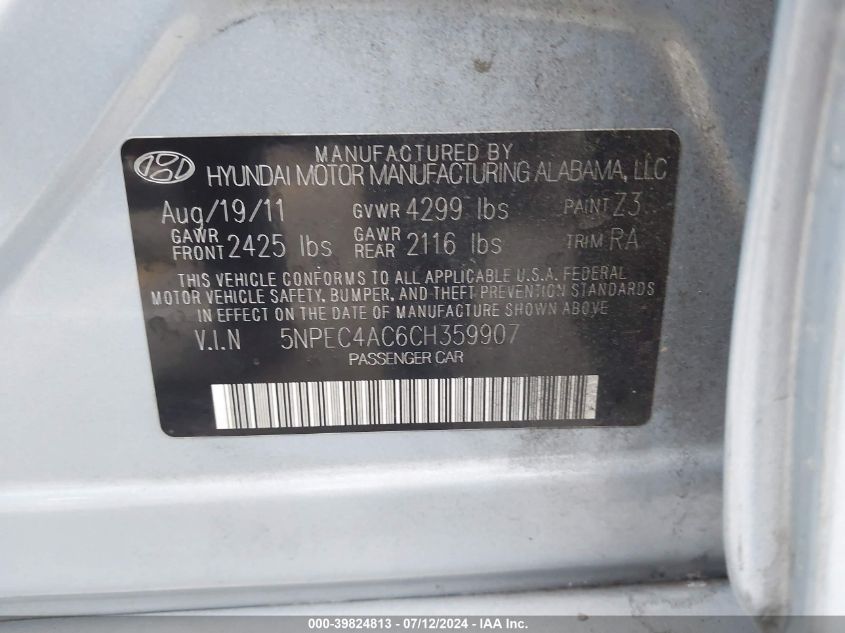 MANUFACTURED BY
HYUNDAI MOTOR MANUFACTURING ALABAMA, LLC
Aug/19/11 GVWR 4299 lbs PAINT Z3
GAWR FRONT 2425 lbs GAWR REAR 2116 lbs TRIM RA
THIS VEHICLE CONFORMS TO ALL APPLICABLE U.S.A. FEDERAL
MOTOR VEHICLE SAFETY, BUMPER, AND THEFT PREVENTION STANDARDS
IN EFFECT ON THE DATE OF MANUFACTURE SHOWN ABOVE
V.I.N 5NPEC4AC6CH359907
PASSENGER CAR
000-39824813 - 07/12/2024 - IAA Inc.